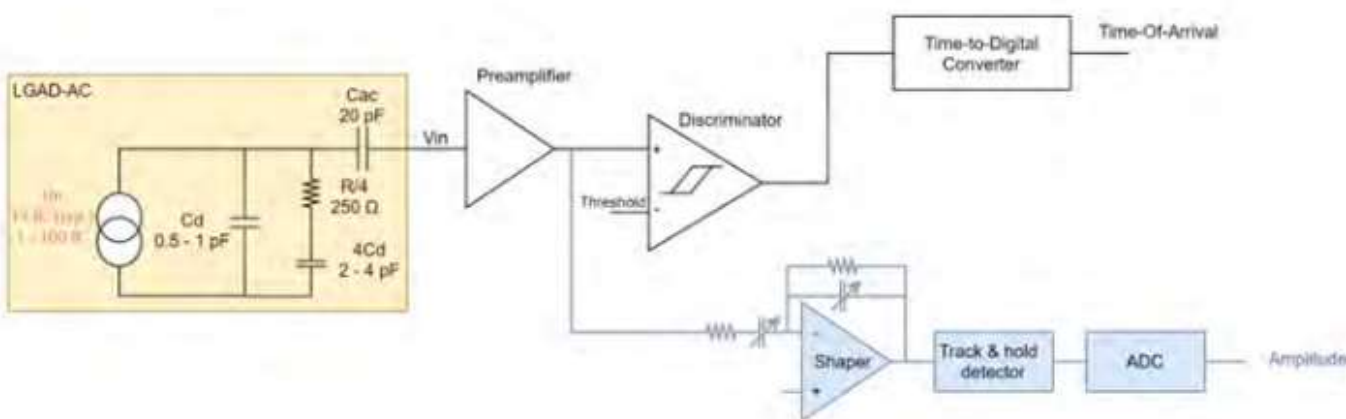 LGAD-AC
Cac
20 pF
Vin
R/4
250 Ω
Cd
0.5 - 1 pF
4Cd
2 - 4 pF
Preamplifier
Discriminator
Threshold
+
-
Time-to-Digital
Converter
Time-Of-Arrival
-
Shaper
+
Track & hold
detector
ADC
Amplitude